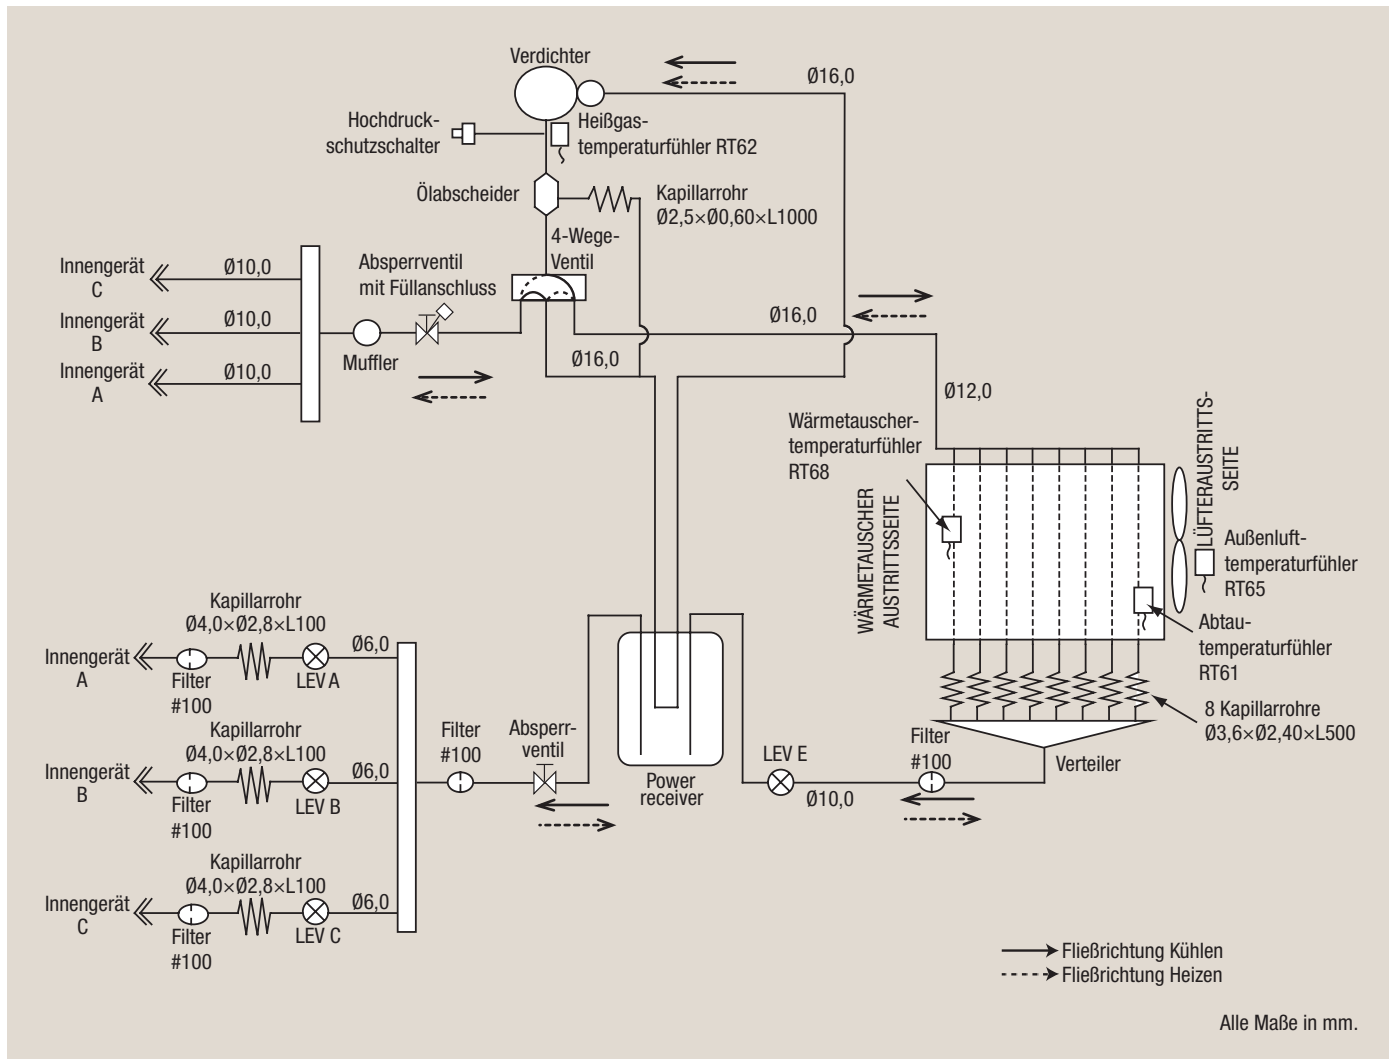 Verdichter
Ø16,0
Hochdruck-
schutzschalter
Heißgas-
temperaturfühler RT62
Ölabscheider
Kapillarrohr
Ø2,5×Ø0,60×L1000
4-Wege-
Ventil
Absperrventil
mit Füllanschluss
Innengerät
C
Ø10,0
Innengerät
B
Ø10,0
Innengerät
A
Ø10,0
Muffler
Ø16,0
Ø16,0
Ø12,0
Wärmetauscher-
temperaturfühler
RT68
WÄRMETAUSCHER
AUSTRITTSSEITE
LÜFTERAUSTRITTS-
SEITE
Außenluft-
temperaturfühler
RT65
Abtau-
temperaturfühler
RT61
8 Kapillarrohre
Ø3,6×Ø2,40×L500
Verteiler
Filter
#100
LEV E
Ø10,0
Power
receiver
Absperr-
ventil
Filter
#100
Kapillarrohr
Ø4,0×Ø2,8×L100
Ø6,0
Innengerät
A
Filter
#100
LEV A
Kapillarrohr
Ø4,0×Ø2,8×L100
Ø6,0
Innengerät
B
Filter
#100
LEV B
Kapillarrohr
Ø4,0×Ø2,8×L100
Ø6,0
Innengerät
C
Filter
#100
LEV C
Fließrichtung Kühlen
Fließrichtung Heizen
Alle Maße in mm.